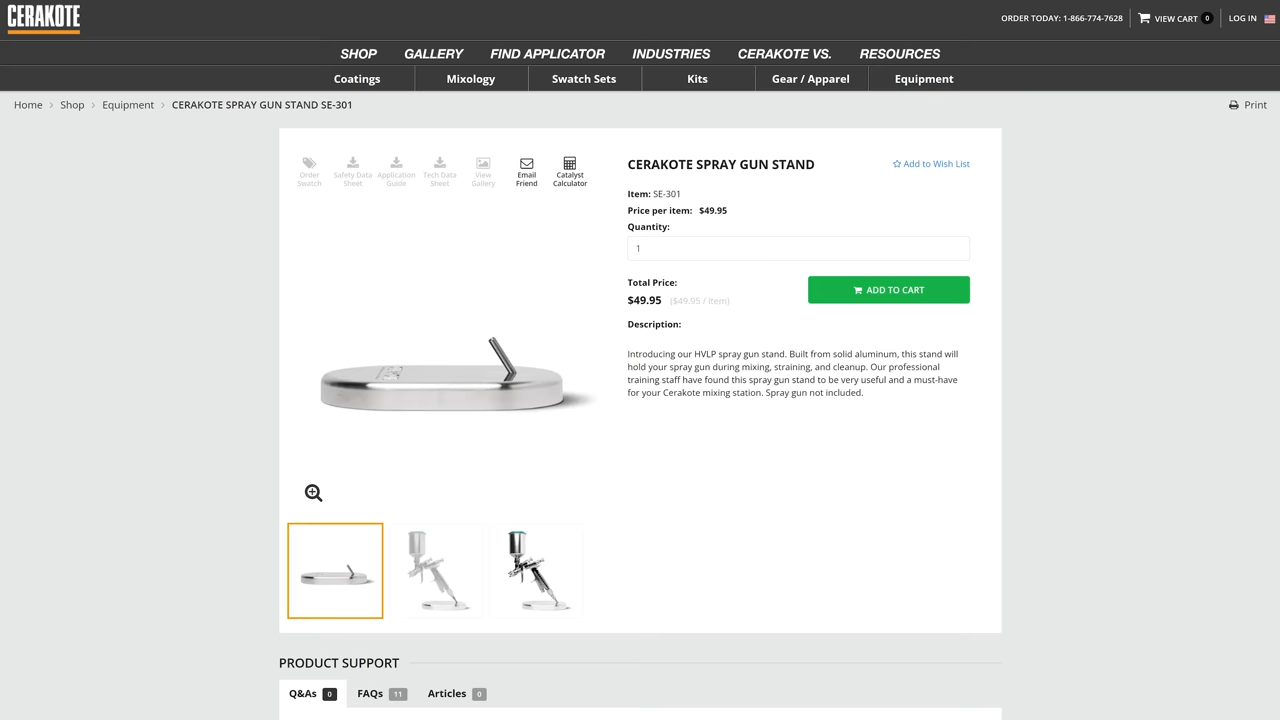 CERAKOTE
ORDER TODAY: 1-866-774-7628
VIEW CART 0
LOG IN
SHOP GALLERY FIND APPLICATOR INDUSTRIES CERAKOTE VS. RESOURCES
Coatings Mixology Swatch Sets Kits Gear / Apparel Equipment
Home > Shop > Equipment > CERAKOTE SPRAY GUN STAND SE-301
Print
Order Swatch
Safety Data Sheet
Application Guide
Tech Data Sheet
View Gallery
Email Friend
Catalyst Calculator
CERAKOTE SPRAY GUN STAND
Add to Wish List
Item: SE-301
Price per item: $49.95
Quantity:
1
Total Price:
$49.95 ($49.95 / item)
ADD TO CART
Description:
Introducing our HVLP spray gun stand. Built from solid aluminum, this stand will
hold your spray gun during mixing, straining, and cleanup. Our professional
training staff have found this spray gun stand to be very useful and a must-have
for your Cerakote mixing station. Spray gun not included.
PRODUCT SUPPORT
Q&As 0 FAQs 11 Articles 0